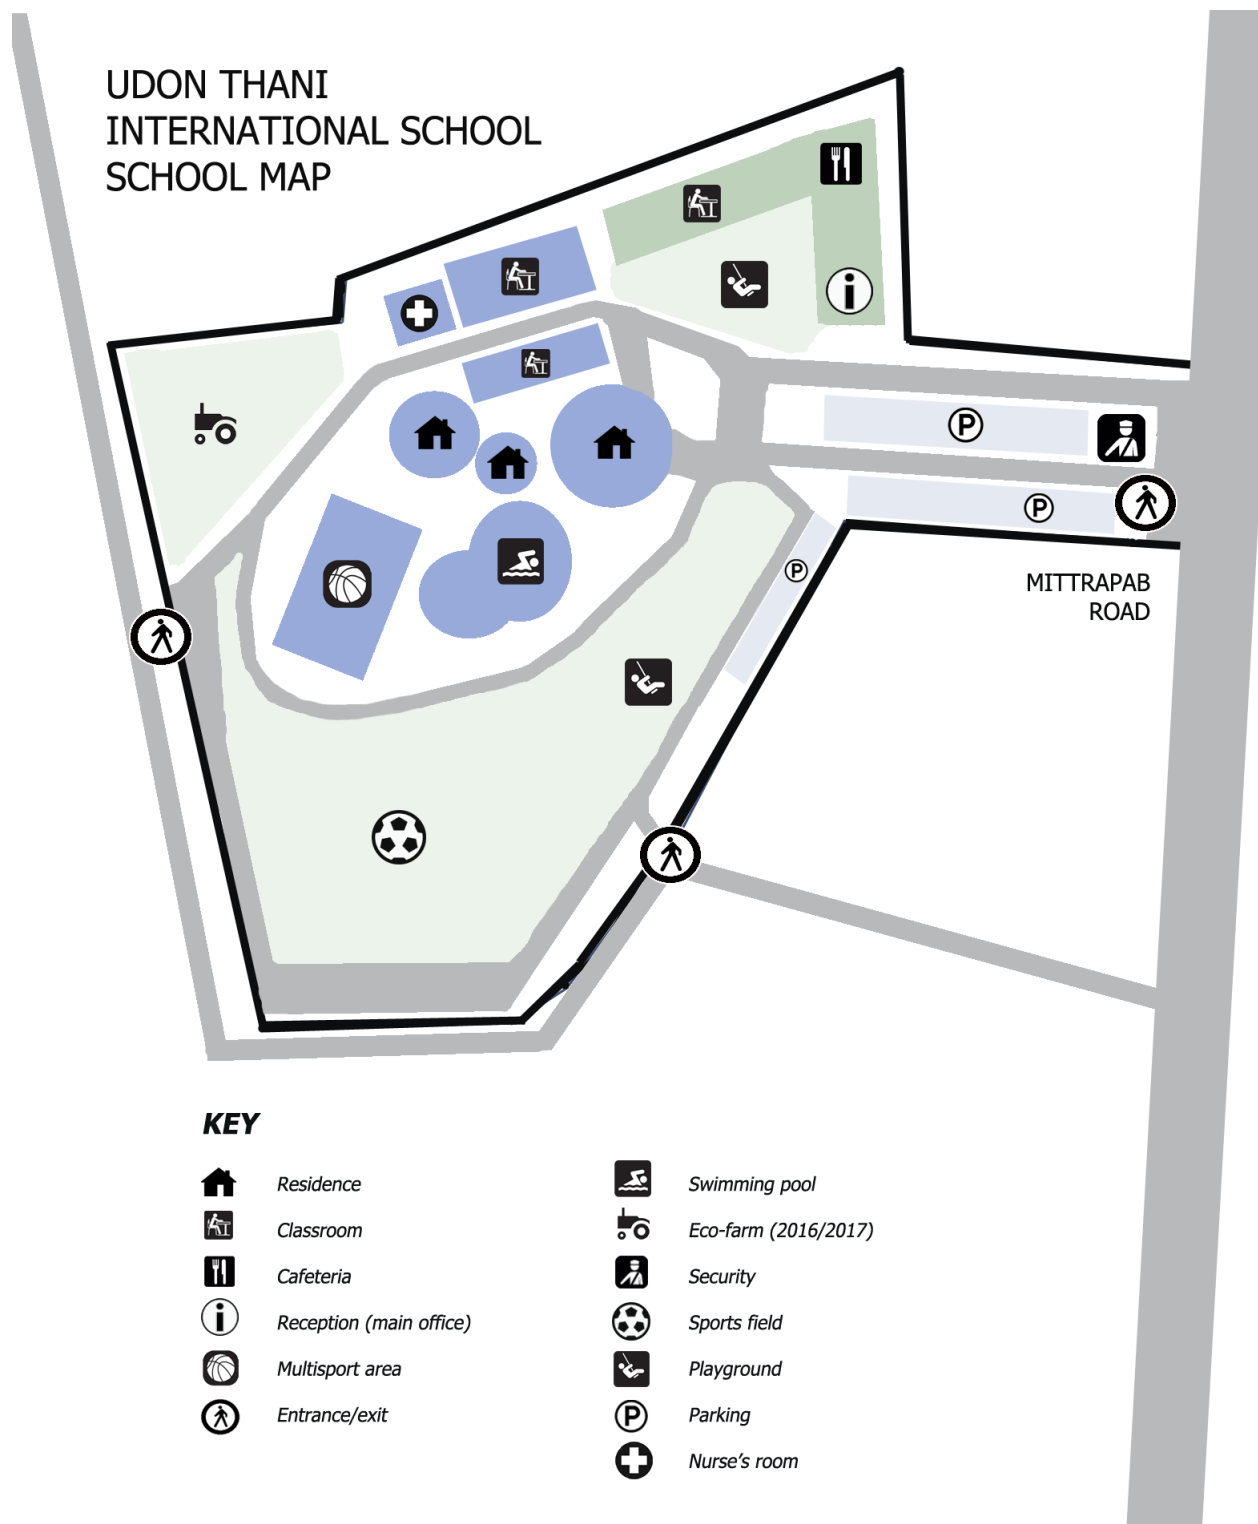 UDON THANI
INTERNATIONAL SCHOOL
SCHOOL MAP
P
P
P
MITTRAPAB
ROAD
KEY
Residence
Classroom
Cafeteria
Reception (main office)
Multisport area
Entrance/exit
Swimming pool
Eco-farm (2016/2017)
Security
Sports field
Playground
P Parking
Nurse's room